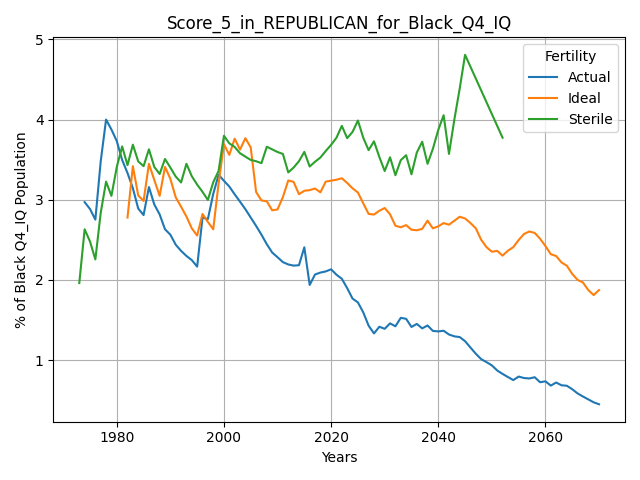 Score_5_in_REPUBLICAN_for_Black_Q4_IQ
% of Black Q4_IQ Population
5
4
3
2
1
Fertility
Actual
Ideal
Sterile
1980
2000
2020
2040
2060
Years